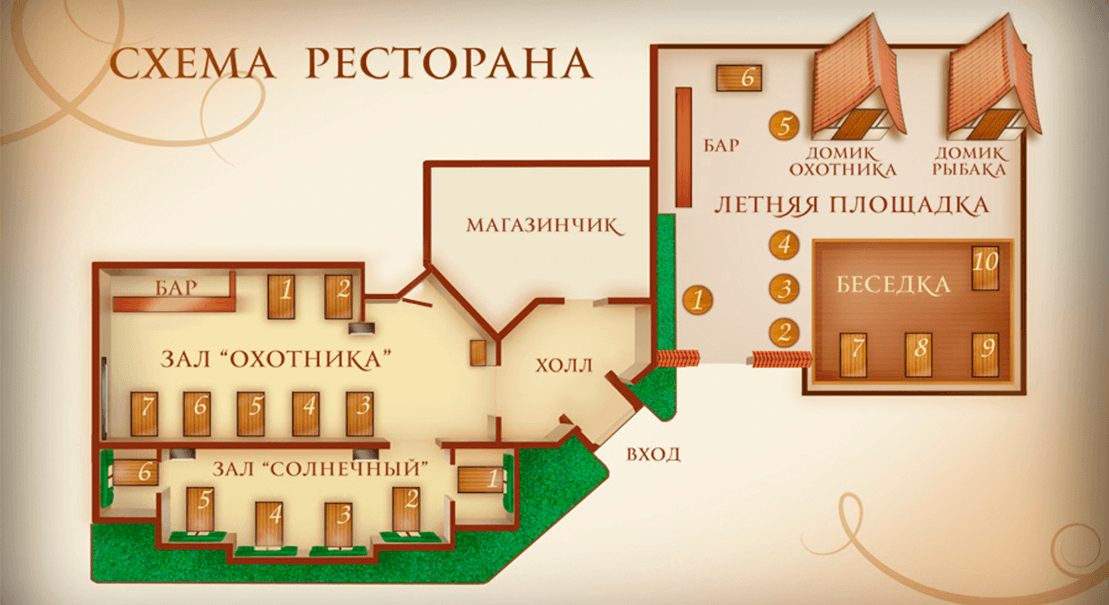 СХЕМА РЕСТОРАНА
6
5
БАР
ДОМИК
ОХОТНИКА
ДОМИК
РЫБАКА
ЛЕТНЯЯ ПЛОЩАДКА
4
3
2
1
БЕСЕДКА
10
7
8
9
МАГАЗИНЧИК
БАР
1
2
ЗАЛ "ОХОТНИКА"
7
6
5
4
3
ХОЛЛ
ВХОД
ЗАЛ "СОЛНЕЧНЫЙ"
6
5
4
3
2
1